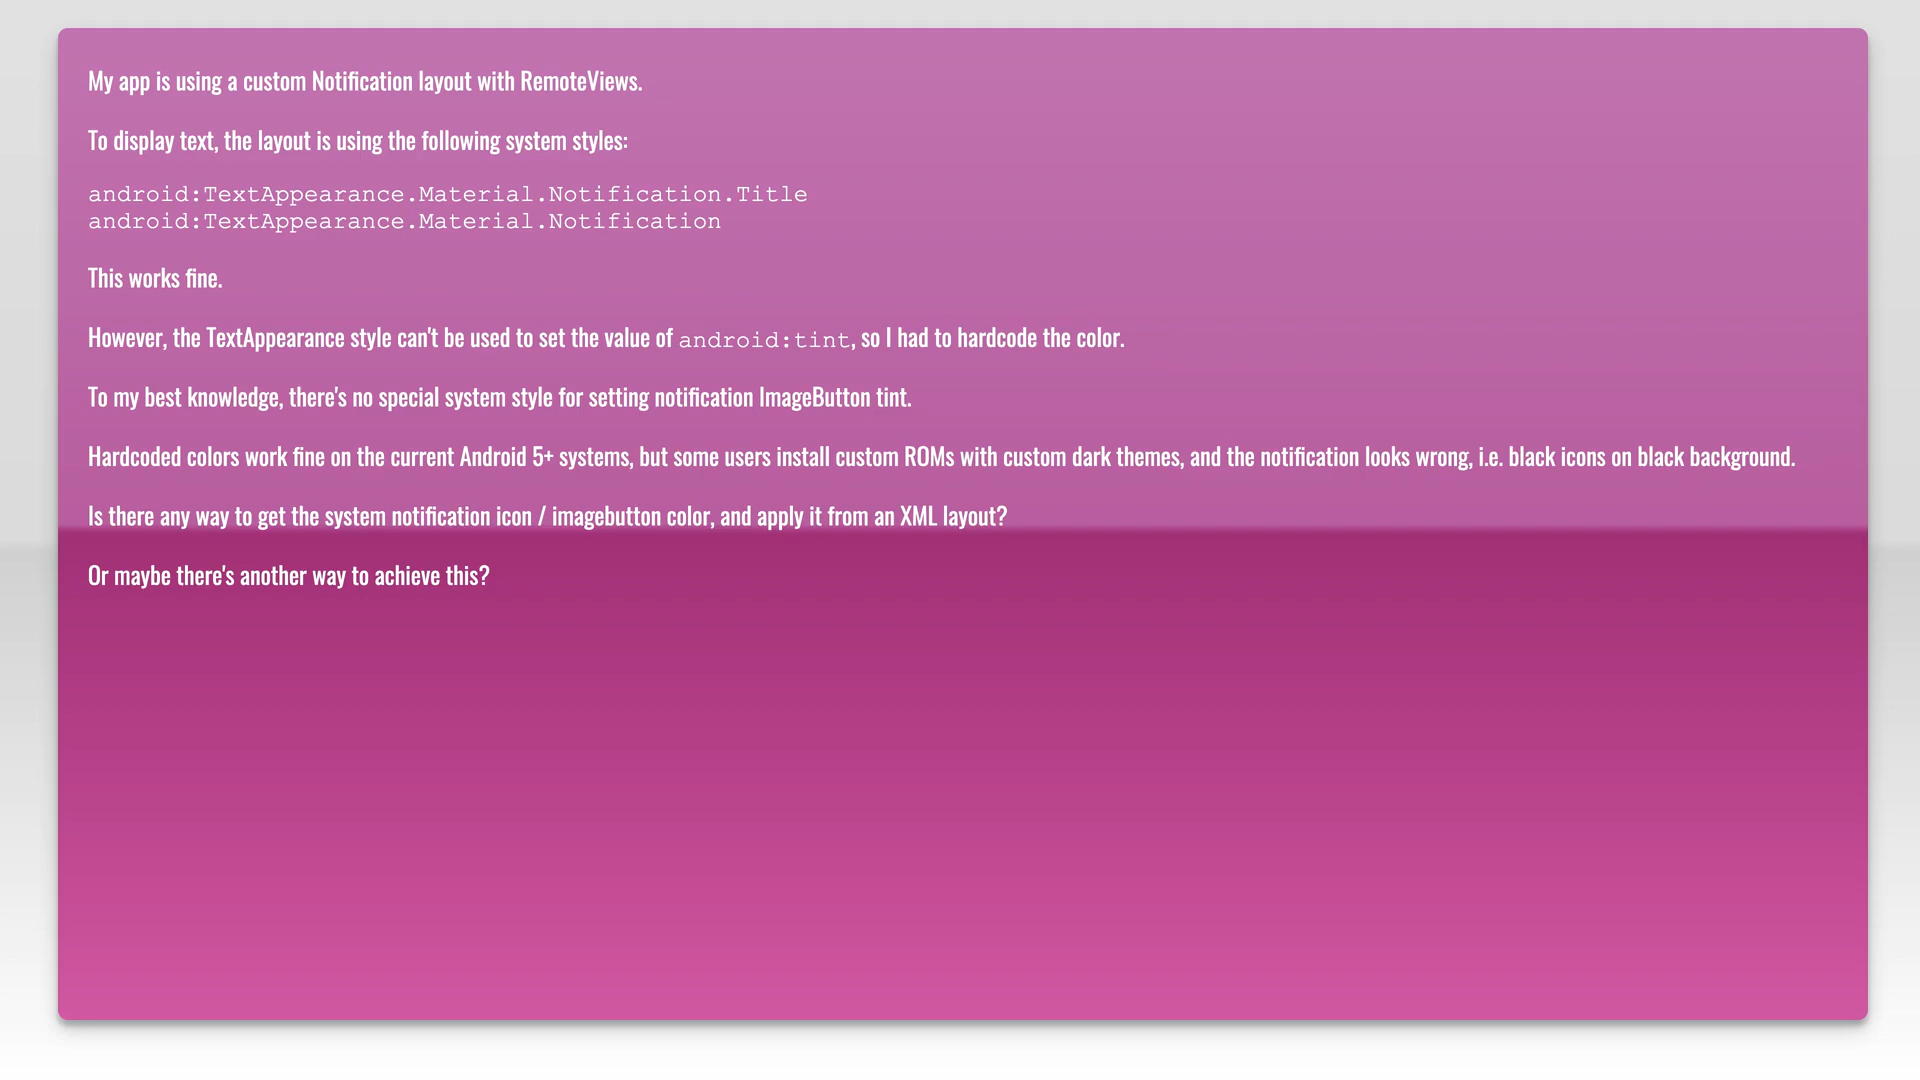 My app is using a custom Notification layout with RemoteViews.
To display text, the layout is using the following system styles:
android:TextAppearance.Material.Notification.Title
android:TextAppearance.Material.Notification
This works fine.
However, the TextAppearance style can't be used to set the value of android:tint, so I had to hardcode the color.
To my best knowledge, there's no special system style for setting notification ImageButton tint.
Hardcoded colors work fine on the current Android 5+ systems, but some users install custom ROMs with custom dark themes, and the notification looks wrong, i.e. black icons on black background.
Is there any way to get the system notification icon / imagebutton color, and apply it from an XML layout?
Or maybe there's another way to achieve this?